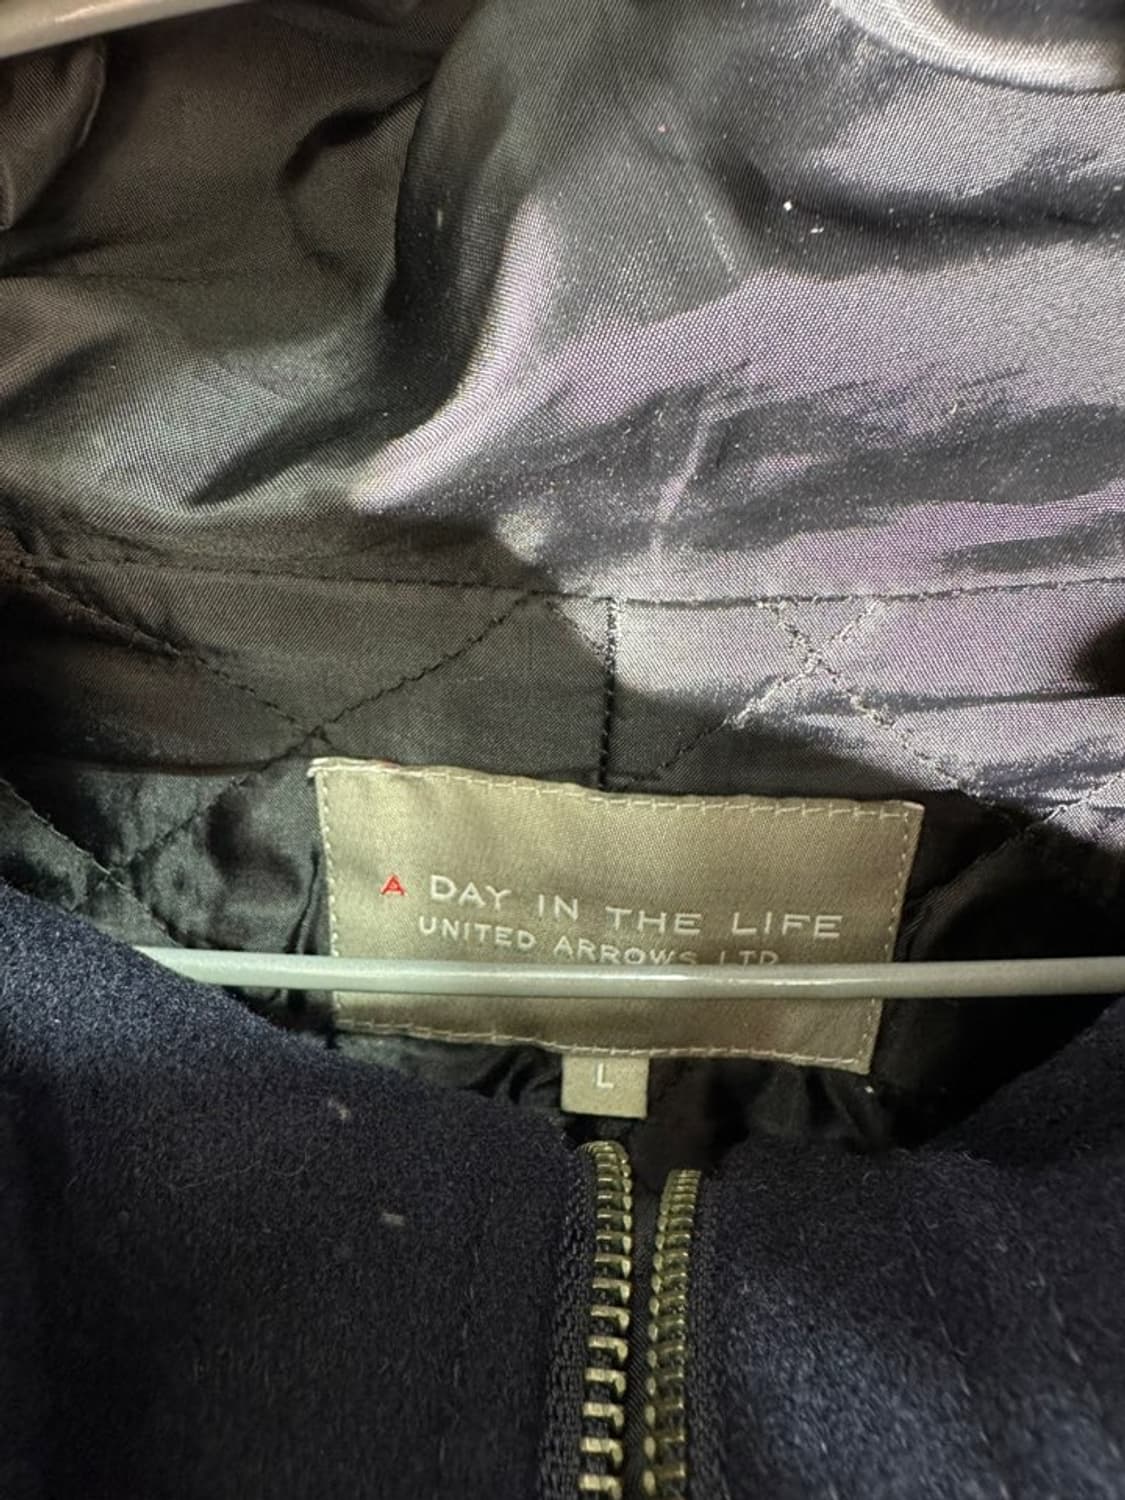 A DAY IN THE LIFE
UNITED ARROWS LTD
L